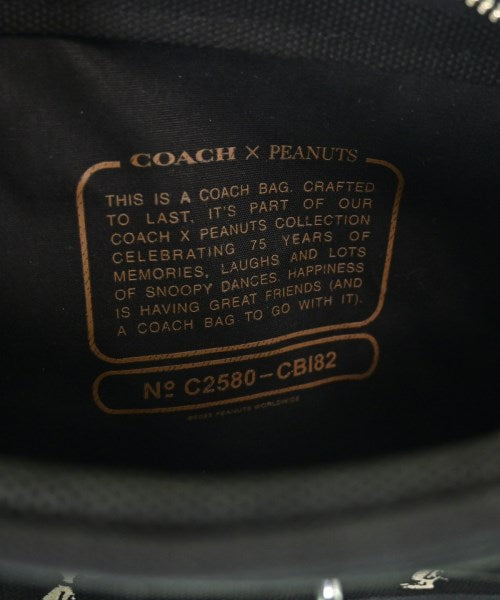 COACH × PEANUTS
THIS IS A COACH BAG. CRAFTED
TO LAST, IT'S PART OF OUR
COACH X PEANUTS COLLECTION
CELEBRATING 75 YEARS OF
MEMORIES, LAUGHS AND LOTS
OF SNOOPY DANCES. HAPPINESS
IS HAVING GREAT FRIENDS (AND
A COACH BAG TO GO WITH IT).
Nº C2580-CBI82
PEANUTS WORLDWIDE